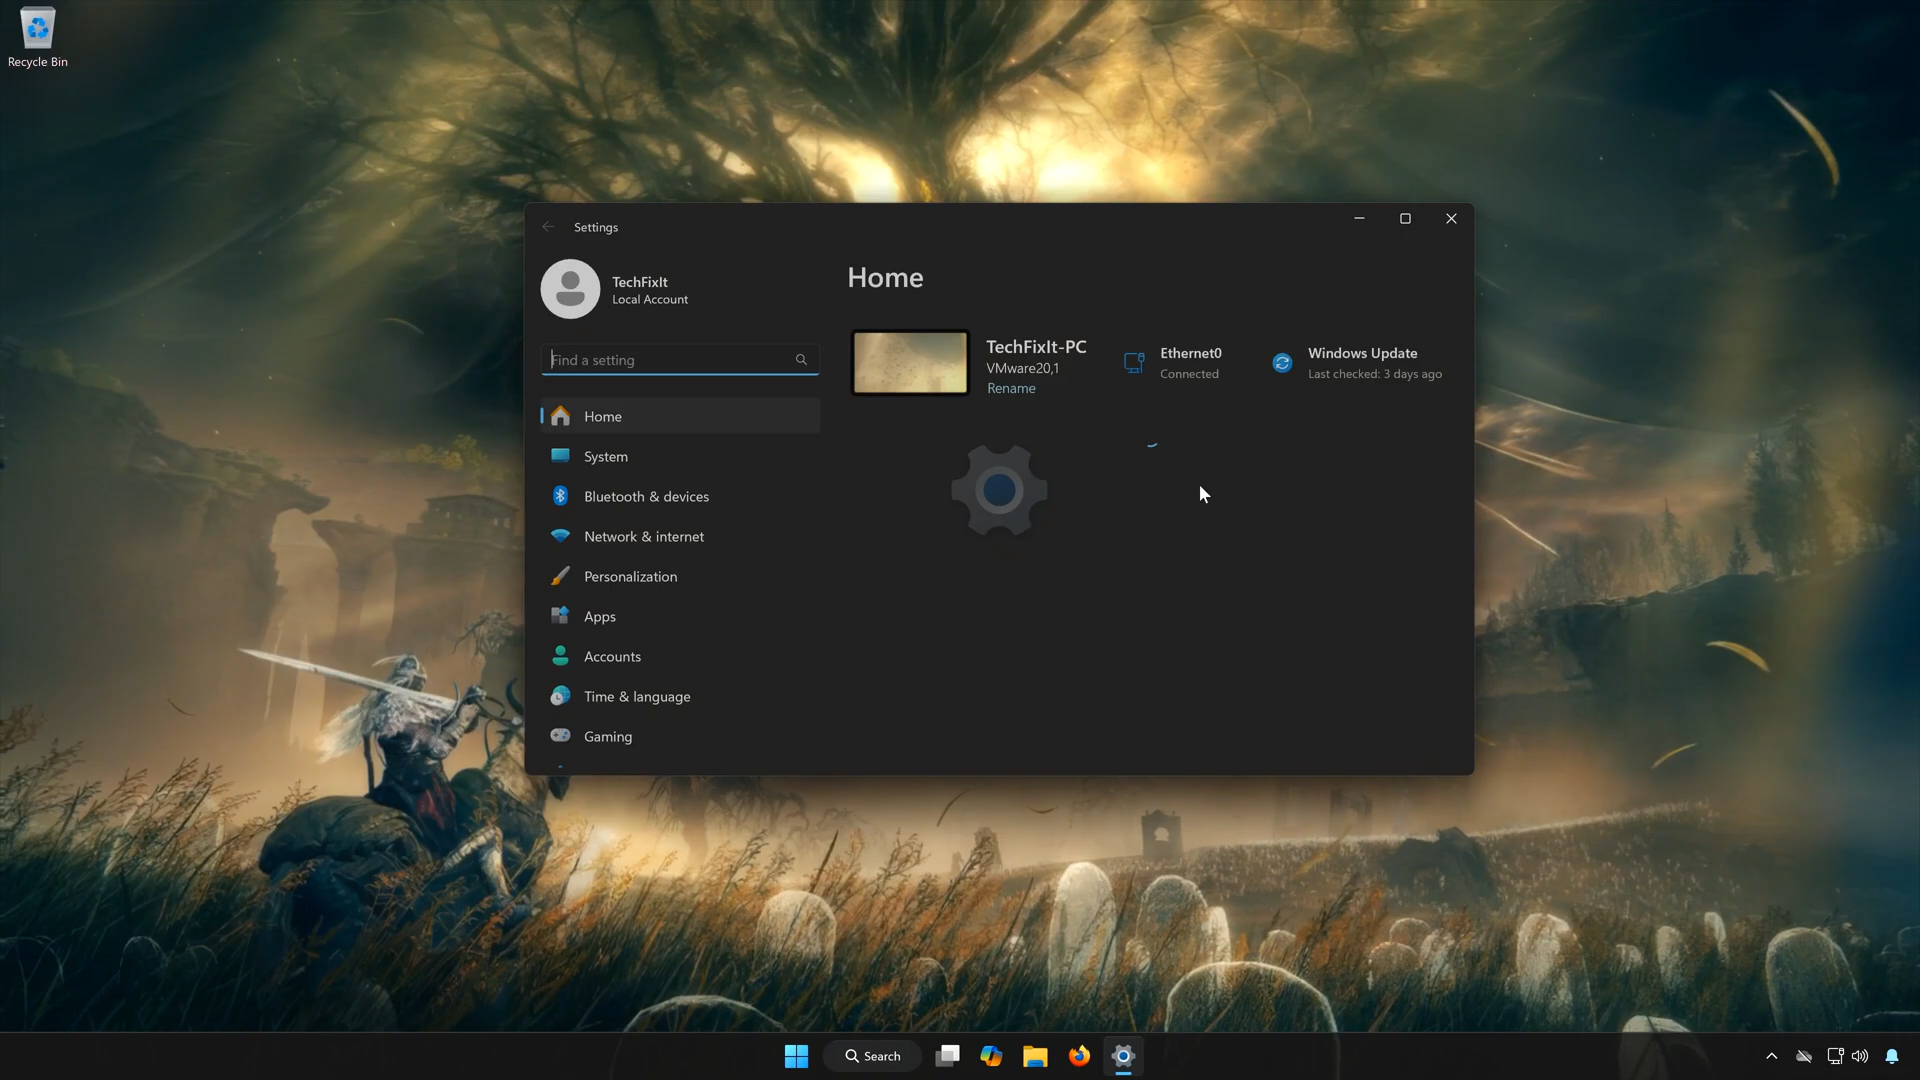 Recycle Bin
Settings
TechFixIt
Local Account
Find a setting
Home
System
Bluetooth & devices
Network & internet
Personalization
Apps
Accounts
Time & language
Gaming
Home
TechFixIt-PC
VMware20,1
Rename
Ethernet0
Connected
Windows Update
Last checked: 3 days ago
Search